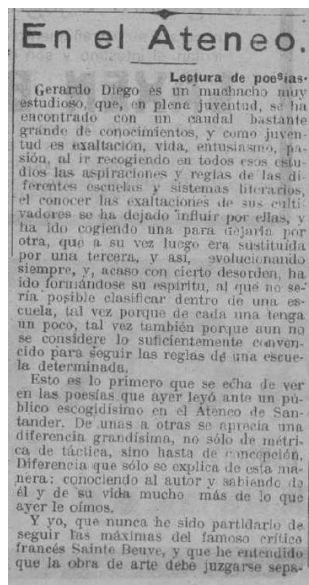 En el Ateneo.
Lectura de poesías.
Gerardo Diego es un muchacho muy
estudioso, que, en plena juventud, se ha
encontrado con un caudal bastante
grande de conocimientos, y como juven-
tud es exaltación, vida, entusiasmo, pa-
sión, al ir recogiendo en todos esos estu-
dios las aspiraciones y reglas de las di-
ferentes escuelas y sistemas literarios,
el conocer las exaltaciones de sus culti-
vadores se ha dejado influir por ellas, y
ha ido cogiendo una para dejarla por
otra, que a su vez luego era sustituída
por una tercera, y así, evolucionando
siempre, y, acaso con cierto desorden, ha
ido formándose su espíritu, al que no se-
ría posible clasificar dentro de una es-
cuela, tal vez porque de cada una tenga
un poco, tal vez también porque aun no
se considere lo suficientemente conven-
cido para seguir las reglas de una escue-
la determinada.
Esto es lo primero que se echa de ver
en las poesías que ayer leyó ante un pú-
blico escogidísimo en el Ateneo de San-
tander. De unas a otras se aprecia una
diferencia grandísima, no sólo de métri-
ca de táctica, sino hasta de concepción.
Diferencia que sólo se explica de esta ma-
nera: conociendo al autor y sabiendo de
él y de su vida mucho más de lo que
ayer le oímos.
Y yo, que nunca he sido partidario de
seguir las máximas del famoso crítico
francés Sainte Beuve, y que he entendido
que la obra de arte debe juzgarse sepa-